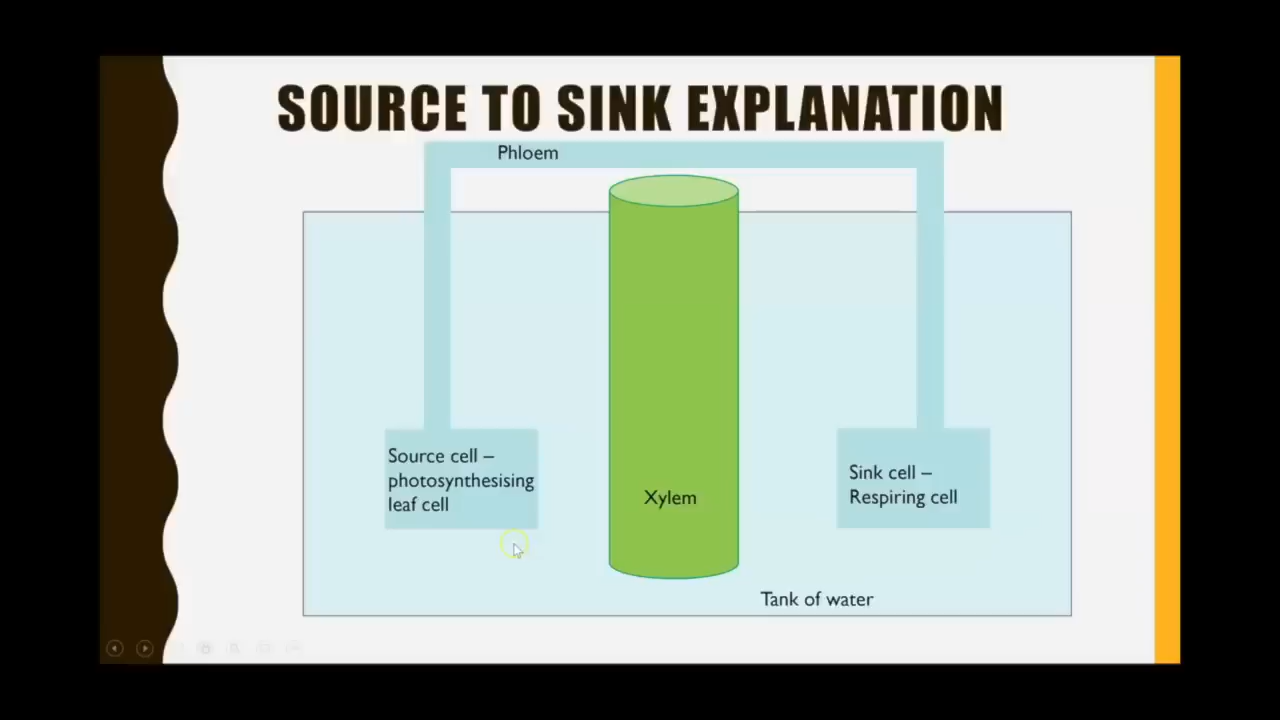 SOURCE TO SINK EXPLANATION
Phloem
Source cell –
photosynthesising
leaf cell
Xylem
Sink cell –
Respiring cell
Tank of water